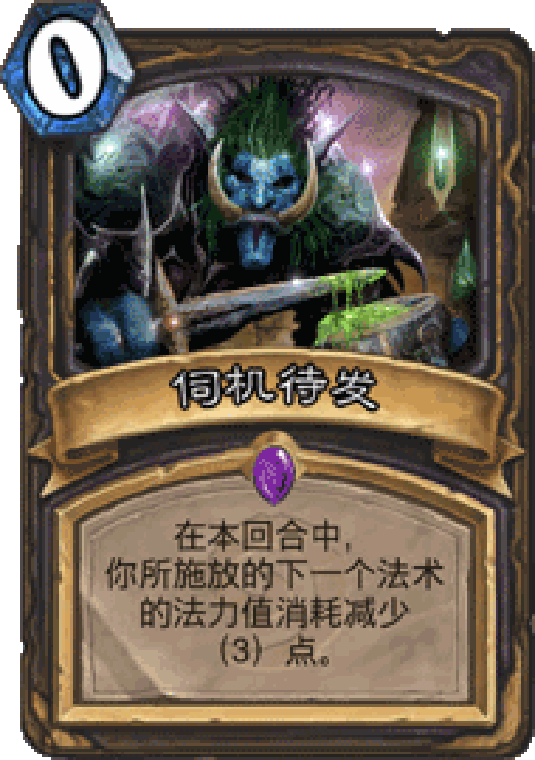 0
伺机待发
在本回合中，
你所施放的下一个法术
的法力值消耗减少
（3）点。